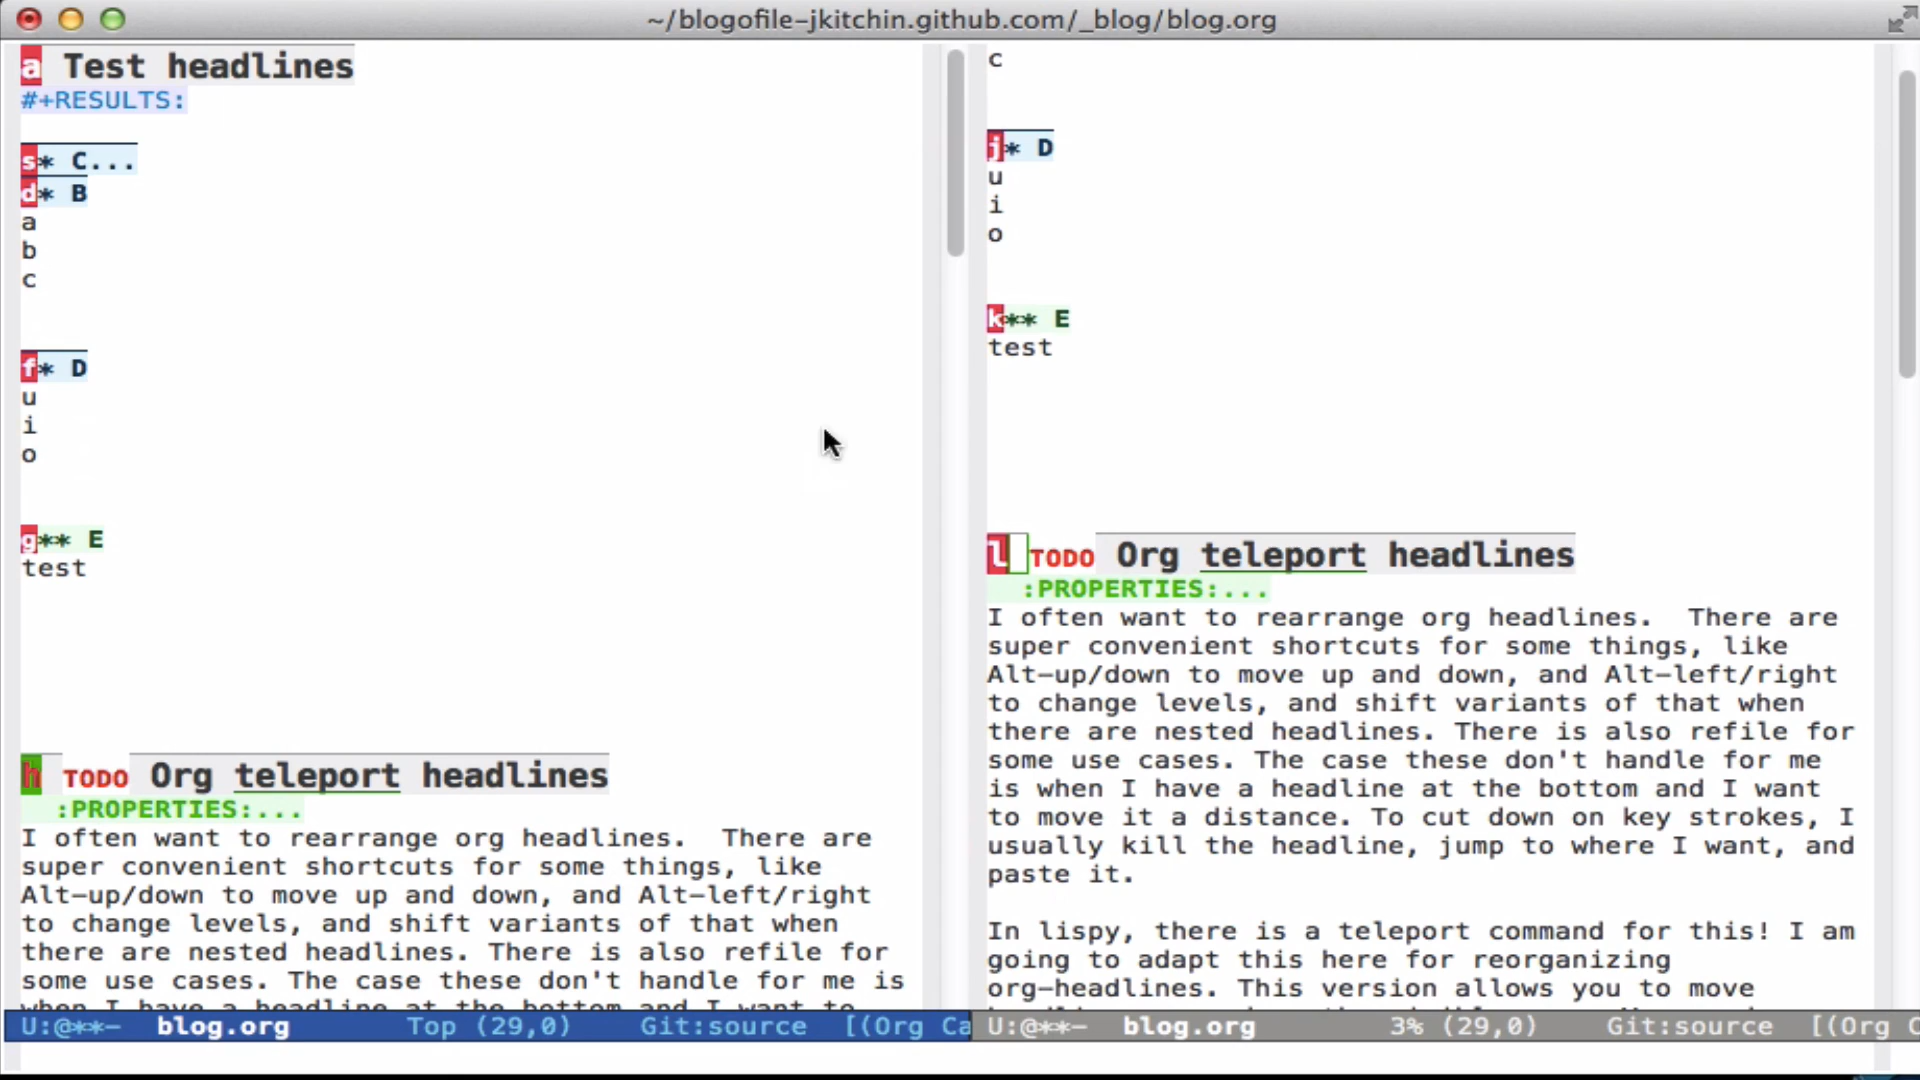 ~/blogofile-jkitchin.github.com/_blog/blog.org
a Test headlines
#+RESULTS:
s* C...
d* B
a
b
c
f* D
u
i
o
g** E
test
h TODO Org teleport headlines
:PROPERTIES:...
I often want to rearrange org headlines.  There are
super convenient shortcuts for some things, like
Alt-up/down to move up and down, and Alt-left/right
to change levels, and shift variants of that when
there are nested headlines. There is also refile for
some use cases. The case these don't handle for me is
when I have a headline at the bottom and I want to
U:@**-  blog.org  Top (29,0)  Git:source  [(Org Ca
c
j* D
u
i
o
k** E
test
l TODO Org teleport headlines
:PROPERTIES:...
I often want to rearrange org headlines.  There are
super convenient shortcuts for some things, like
Alt-up/down to move up and down, and Alt-left/right
to change levels, and shift variants of that when
there are nested headlines. There is also refile for
some use cases. The case these don't handle for me
is when I have a headline at the bottom and I want
to move it a distance. To cut down on key strokes, I
usually kill the headline, jump to where I want, and
paste it.
In lispy, there is a teleport command for this! I am
going to adapt this here for reorganizing
org-headlines. This version allows you to move
U:@**-  blog.org  3% (29,0)  Git:source  [(Org C